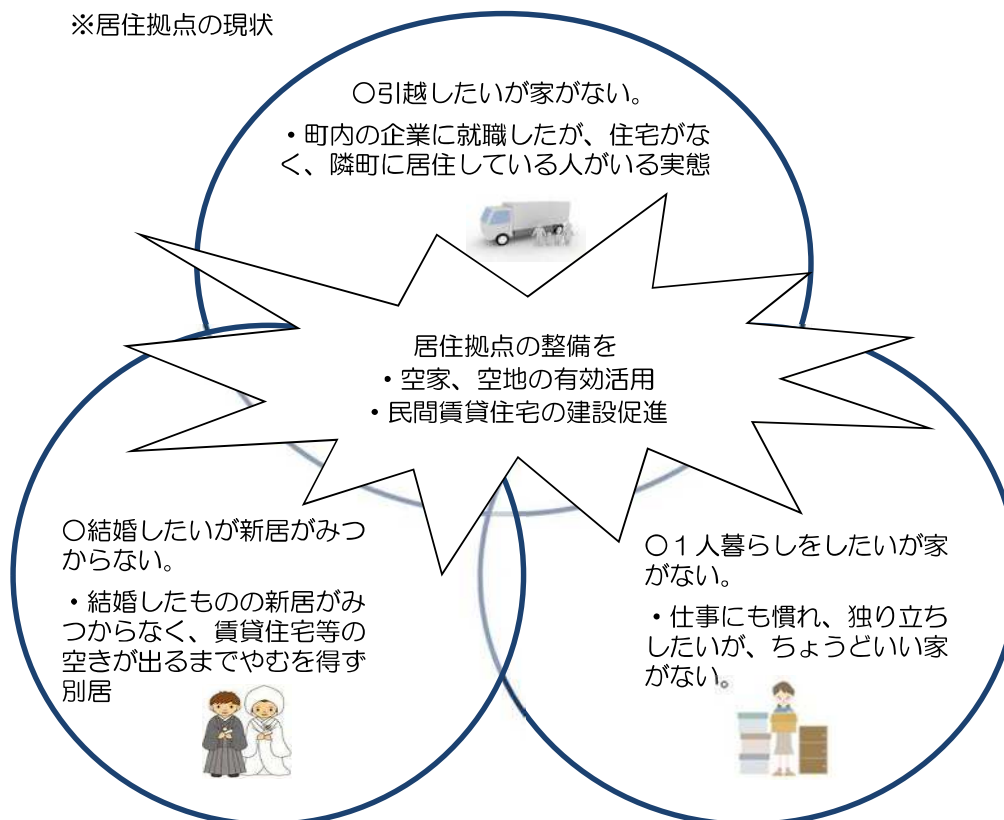 ※居住拠点の現状
〇引越したいが家がない。
・町内の企業に就職したが、住宅がな
く、隣町に居住している人がいる実態
居住拠点の整備を
・空家、空地の有効活用
・民間賃貸住宅の建設促進
〇結婚したいが新居がみつ
からない。
・結婚したものの新居がみ
つからなく、賃貸住宅等の
空きが出るまでやむを得ず
別居
〇１人暮らしをしたいが家
がない。
・仕事にも慣れ、独り立ち
したいが、ちょうどいい家
がない。